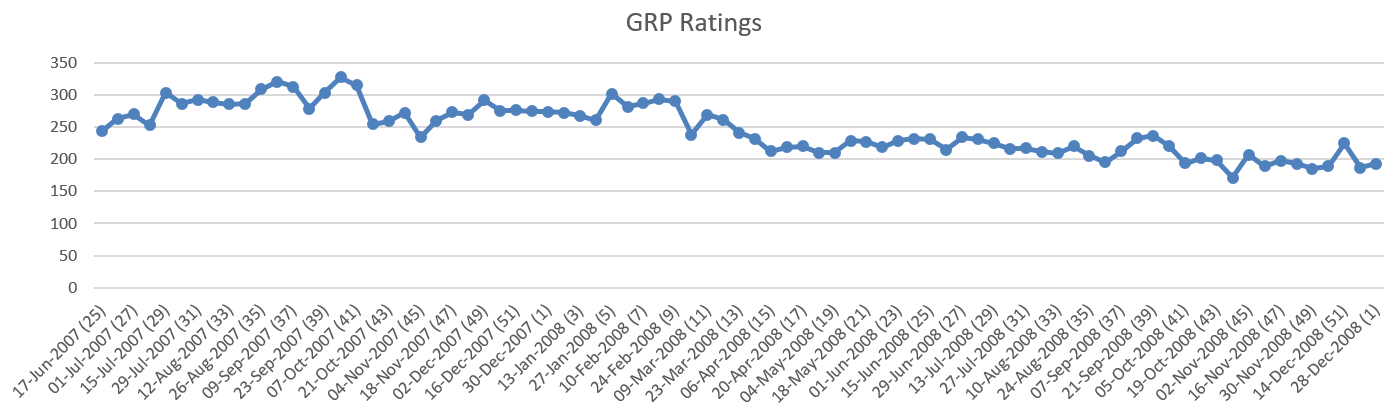 GRP Ratings
350
300
250
200
150
100
50
0
17-Jun-2007 (25)
01-Jul-2007 (27)
15-Jul-2007 (29)
29-Jul-2007 (31)
12-Aug-2007 (33)
26-Aug-2007 (35)
09-Sep-2007 (37)
23-Sep-2007 (39)
07-Oct-2007 (41)
21-Oct-2007 (43)
04-Nov-2007 (45)
18-Nov-2007 (47)
02-Dec-2007 (49)
16-Dec-2007 (51)
30-Dec-2007 (1)
13-Jan-2008 (3)
27-Jan-2008 (5)
10-Feb-2008 (7)
24-Feb-2008 (9)
09-Mar-2008 (11)
23-Mar-2008 (13)
06-Apr-2008 (15)
20-Apr-2008 (17)
04-May-2008 (19)
18-May-2008 (21)
01-Jun-2008 (23)
15-Jun-2008 (25)
29-Jun-2008 (27)
13-Jul-2008 (29)
27-Jul-2008 (31)
10-Aug-2008 (33)
24-Aug-2008 (35)
07-Sep-2008 (37)
21-Sep-2008 (39)
05-Oct-2008 (41)
19-Oct-2008 (43)
02-Nov-2008 (45)
16-Nov-2008 (47)
30-Nov-2008 (49)
14-Dec-2008 (51)
28-Dec-2008 (1)